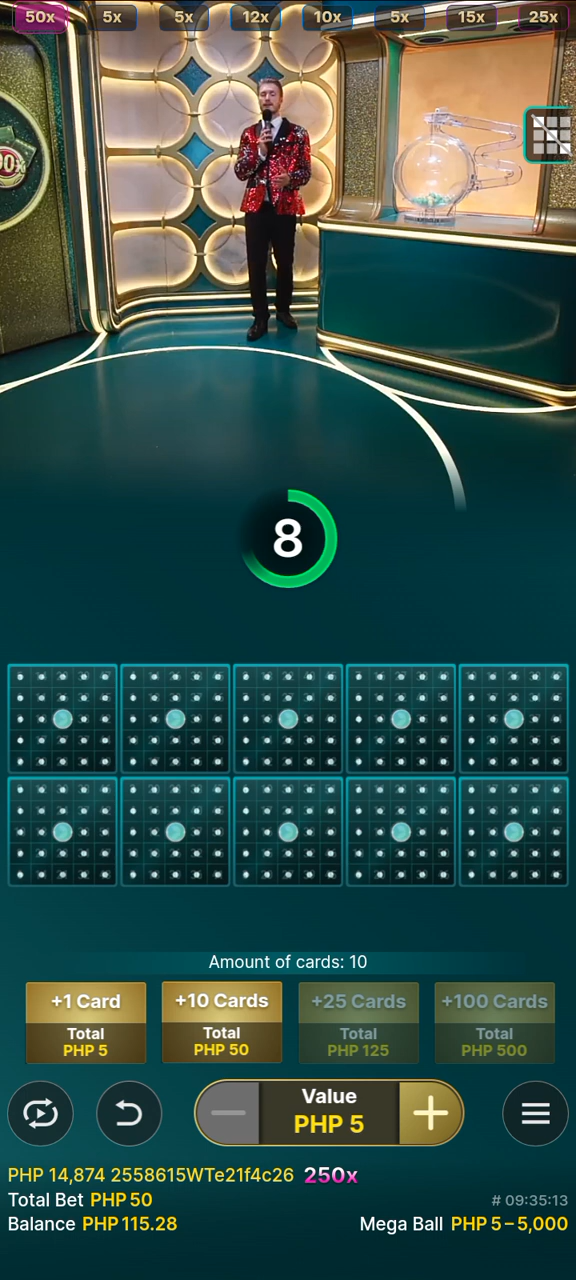 50x 5x 5x 12x 10x 5x 15x 25x
8
Amount of cards: 10
+1 Card +10 Cards +25 Cards +100 Cards
Total Total Total Total
PHP 5 PHP 50 PHP 125 PHP 500
Value
PHP 5
PHP 14,874 2558615WTe21f4c26 250x
Total Bet PHP 50 # 09:35:13
Balance PHP 115.28 Mega Ball PHP 5 – 5,000